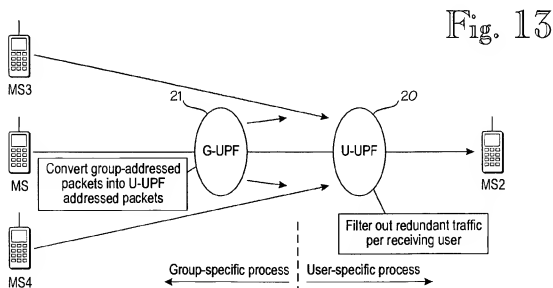 Fig. 13
MS3
21
20
G-UPF
U-UPF
MS
MS2
Convert group-addressed
packets into U-UPF
addressed packets
Filter out redundant traffic
per receiving user
MS4
Group-specific process
User-specific process